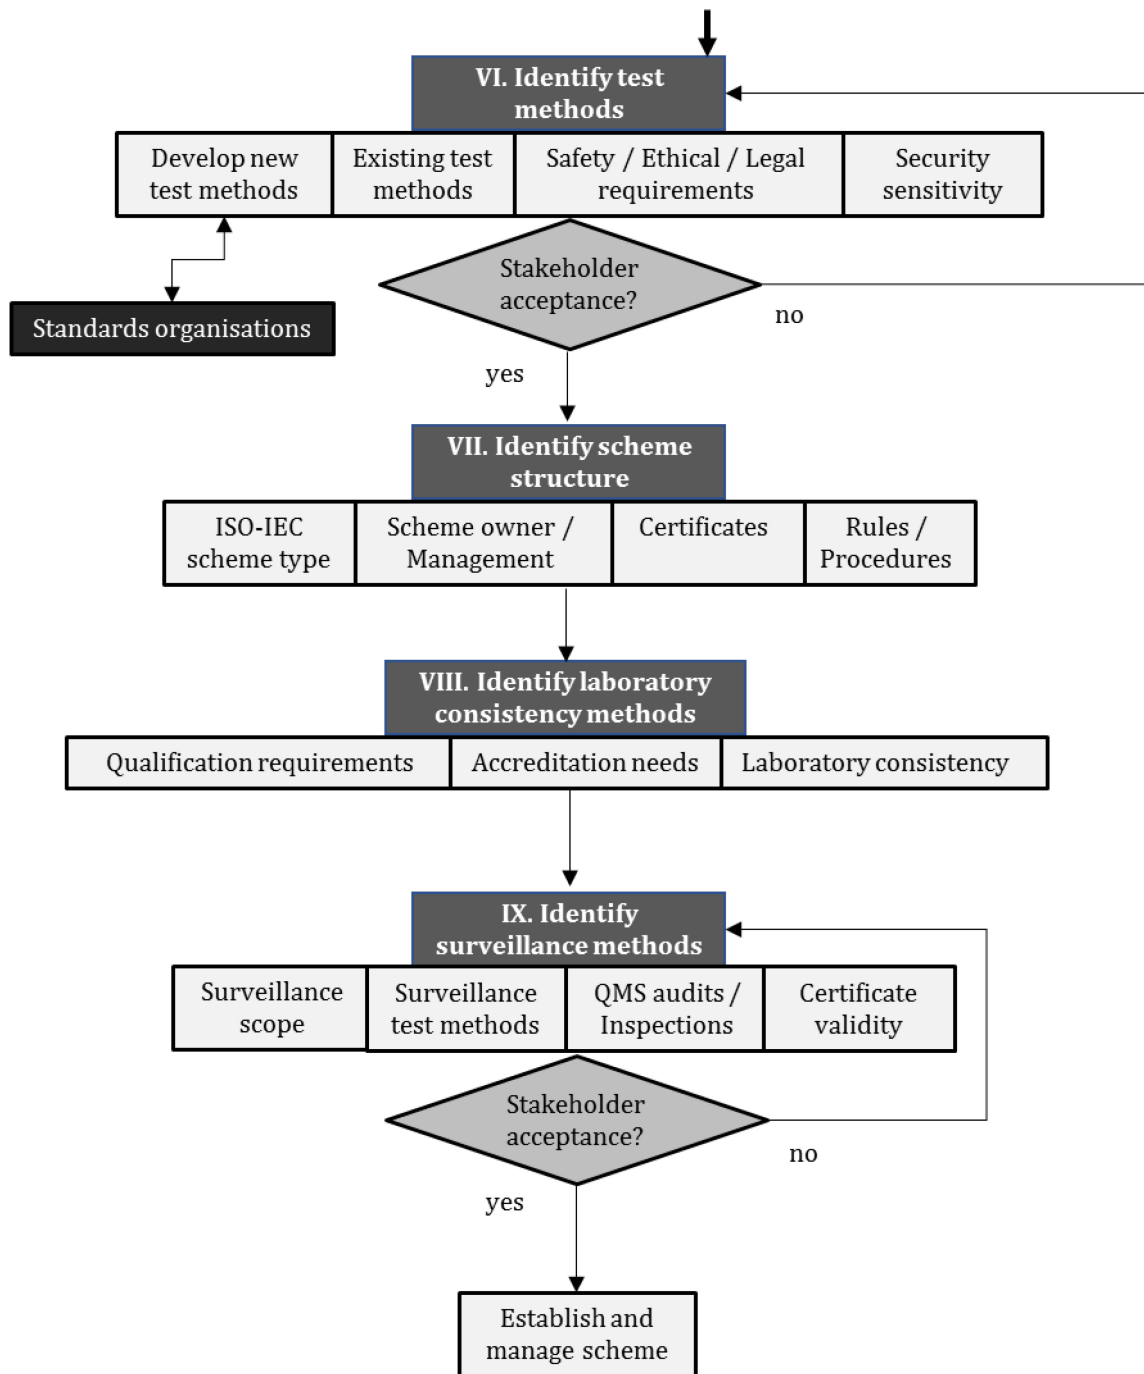 VI. Identify test
methods
Develop new
test methods
Existing test
methods
Safety / Ethical / Legal
requirements
Security
sensitivity
Stakeholder
acceptance?
no
Standards organisations
yes
VII. Identify scheme
structure
ISO-IEC
scheme type
Scheme owner /
Management
Certificates
Rules /
Procedures
VIII. Identify laboratory
consistency methods
Qualification requirements
Accreditation needs
Laboratory consistency
IX. Identify
surveillance methods
Surveillance
scope
Surveillance
test methods
QMS audits /
Inspections
Certificate
validity
Stakeholder
acceptance?
no
yes
Establish and
manage scheme